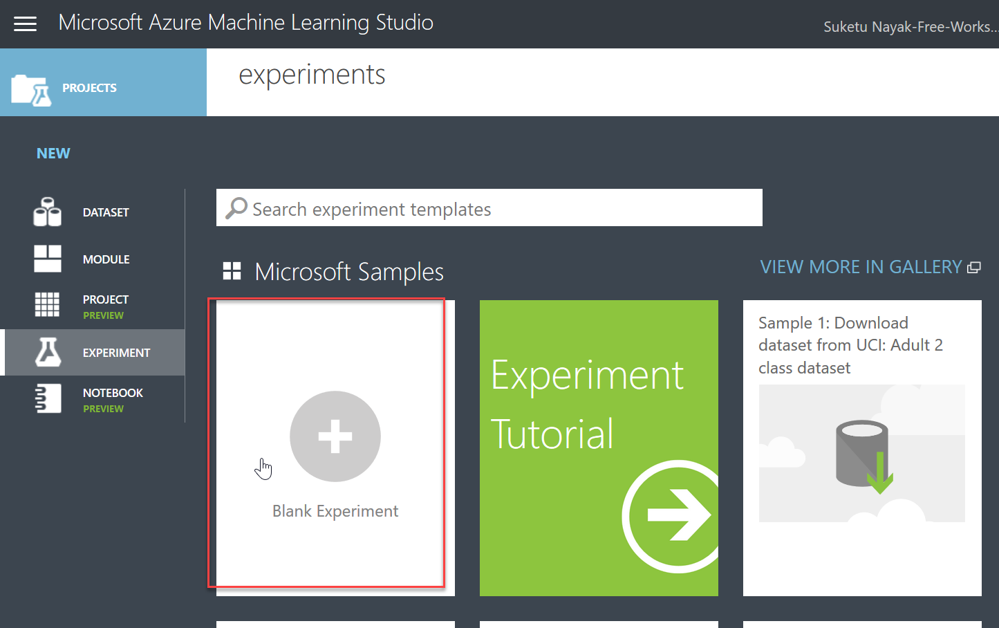 Microsoft Azure Machine Learning Studio
Suketu Nayak-Free-Works...
PROJECTS
experiments
NEW
DATASET
MODULE
PROJECT
PREVIEW
EXPERIMENT
NOTEBOOK
PREVIEW
Search experiment templates
Microsoft Samples
VIEW MORE IN GALLERY
Blank Experiment
Experiment
Tutorial
Sample 1: Download
dataset from UCI: Adult 2
class dataset